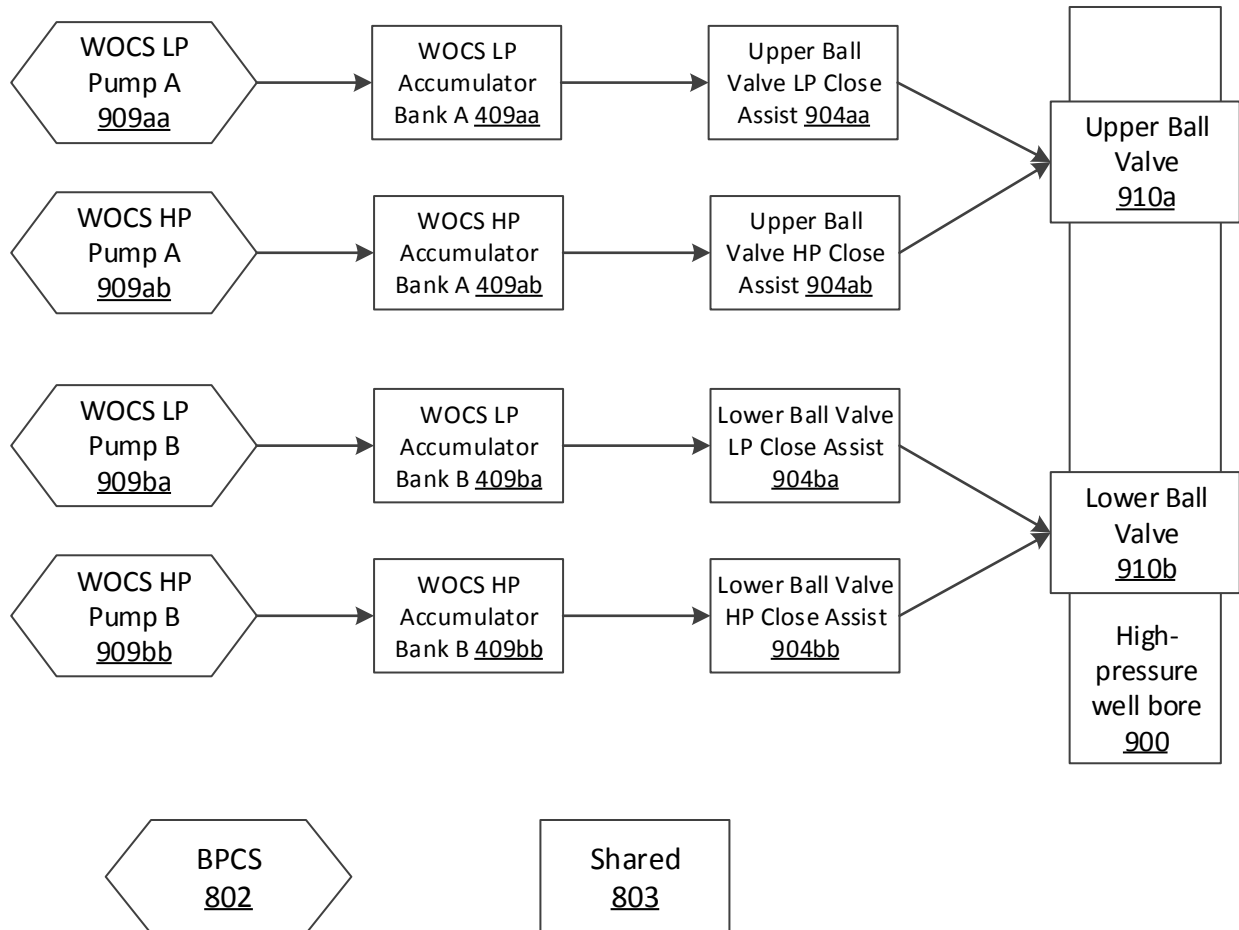 WOCS LP
Pump A
909aa
WOCS LP
Accumulator
Bank A 409aa
Upper Ball
Valve LP Close
Assist 904aa
Upper Ball
Valve
910a
WOCS HP
Pump A
909ab
WOCS HP
Accumulator
Bank A 409ab
Upper Ball
Valve HP Close
Assist 904ab
WOCS LP
Pump B
909ba
WOCS LP
Accumulator
Bank B 409ba
Lower Ball Valve
LP Close Assist
904ba
Lower Ball
Valve
910b
WOCS HP
Pump B
909bb
WOCS HP
Accumulator
Bank B 409bb
Lower Ball Valve
HP Close Assist
904bb
High-
pressure
well bore
900
BPCS
802
Shared
803